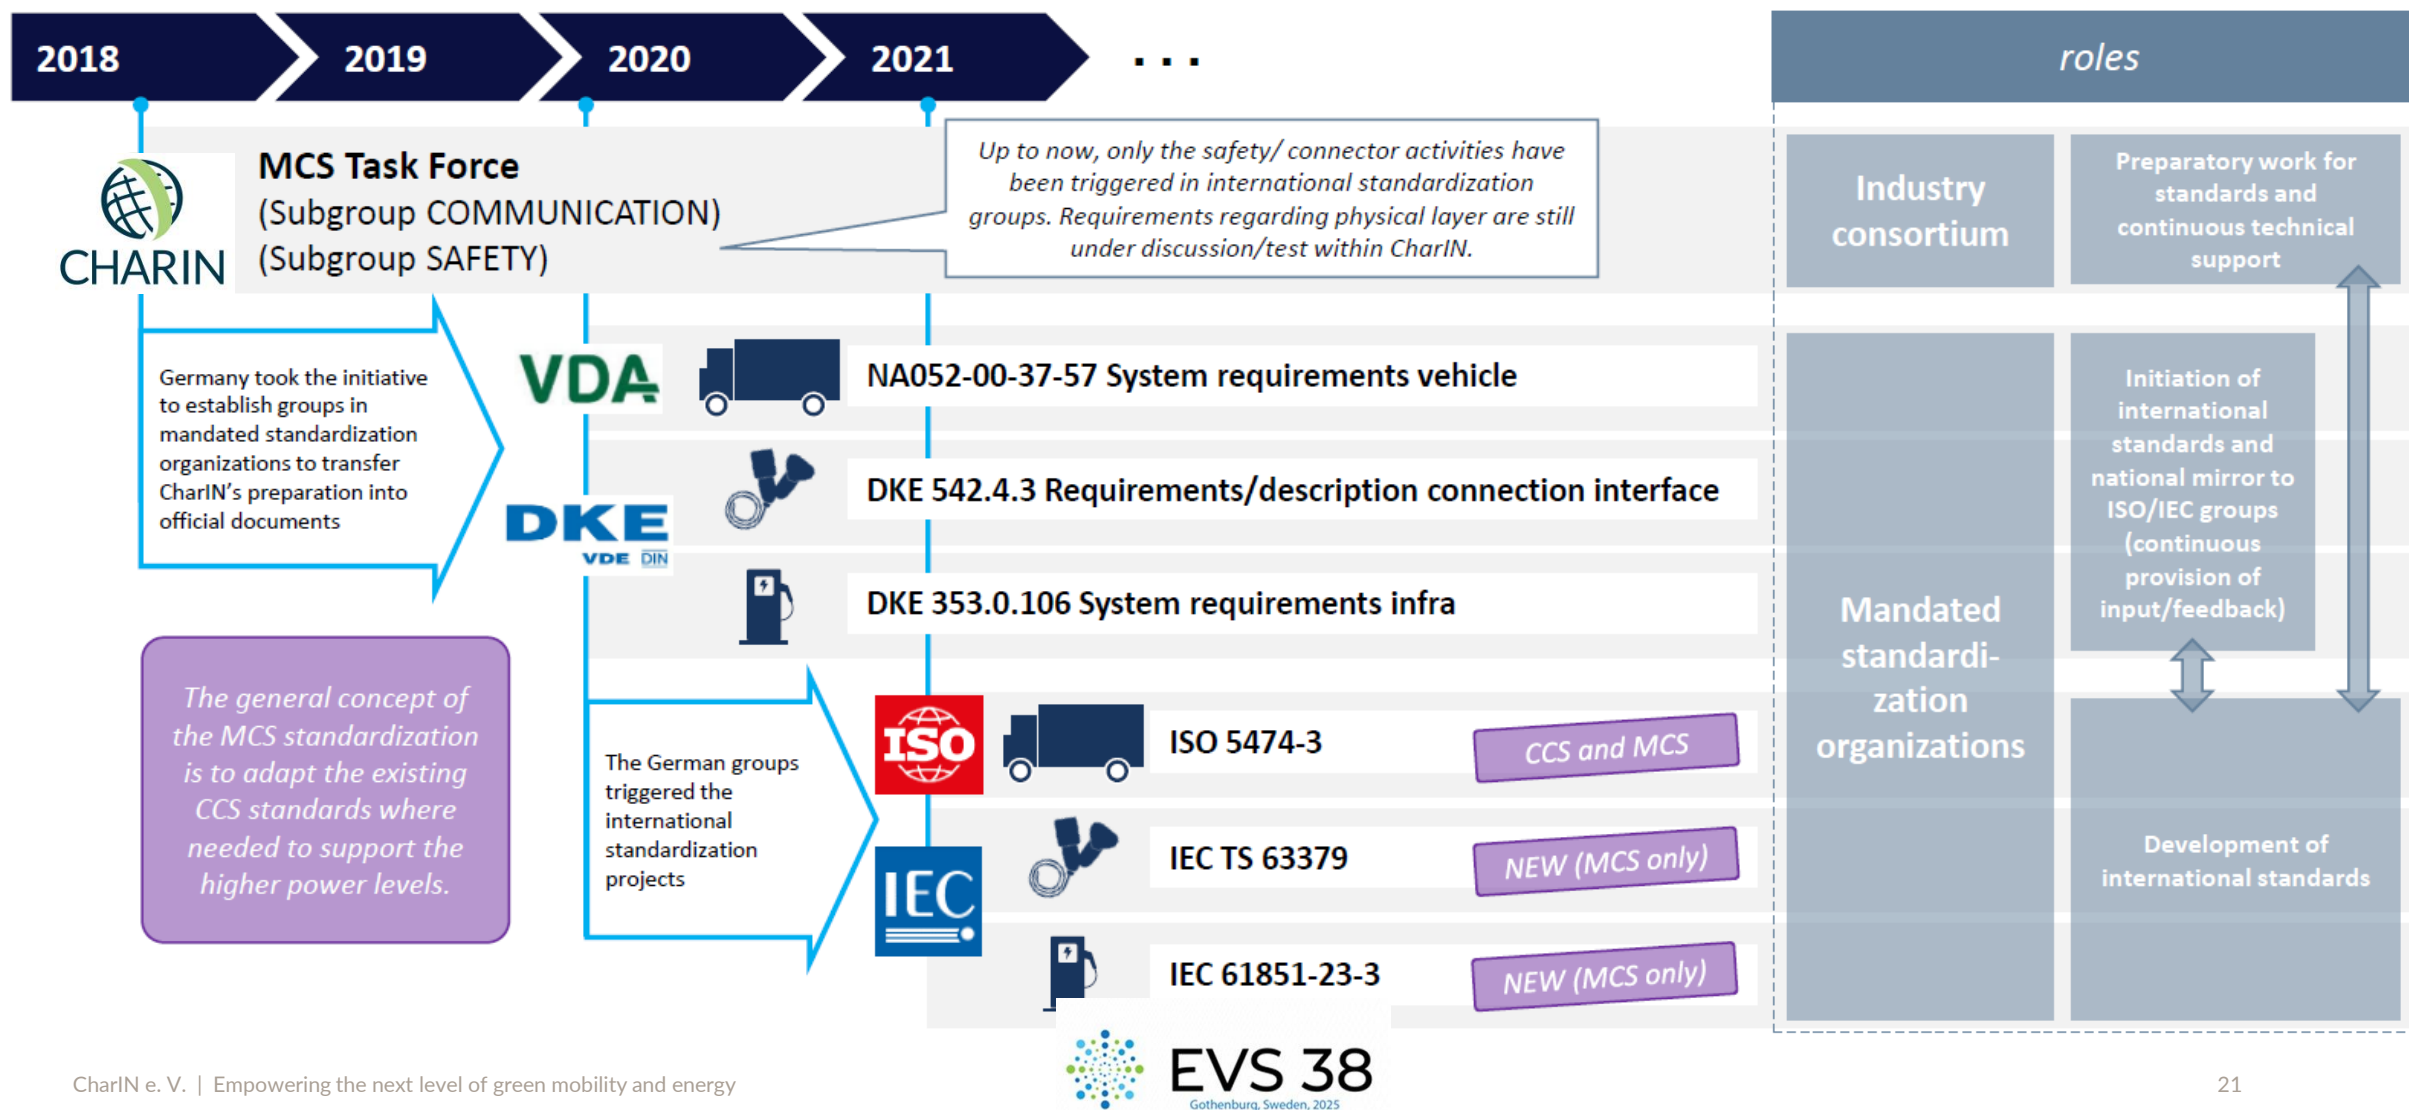 2018
2019
2020
2021
...
roles
CHARIN
MCS Task Force
(Subgroup COMMUNICATION)
(Subgroup SAFETY)
Up to now, only the safety/ connector activities have
been triggered in international standardization
groups. Requirements regarding physical layer are still
under discussion/test within CharIN.
Industry
consortium
Preparatory work for
standards and
continuous technical
support
Germany took the initiative
to establish groups in
mandated standardization
organizations to transfer
CharIN's preparation into
official documents
VDA
NA052-00-37-57 System requirements vehicle
DKE
VDE DIN
DKE 542.4.3 Requirements/description connection interface
DKE 353.0.106 System requirements infra
Mandated
standardi-
zation
organizations
Initiation of
international
standards and
national mirror to
ISO/IEC groups
(continuous
provision of
input/feedback)
The general concept of
the MCS standardization
is to adapt the existing
CCS standards where
needed to support the
higher power levels.
The German groups
triggered the
international
standardization
projects
ISO
ISO 5474-3
CCS and MCS
IEC
IEC TS 63379
NEW (MCS only)
IEC 61851-23-3
NEW (MCS only)
Development of
international standards
CharIN e. V. | Empowering the next level of green mobility and energy
EVS 38
Gothenburg, Sweden, 2025
21